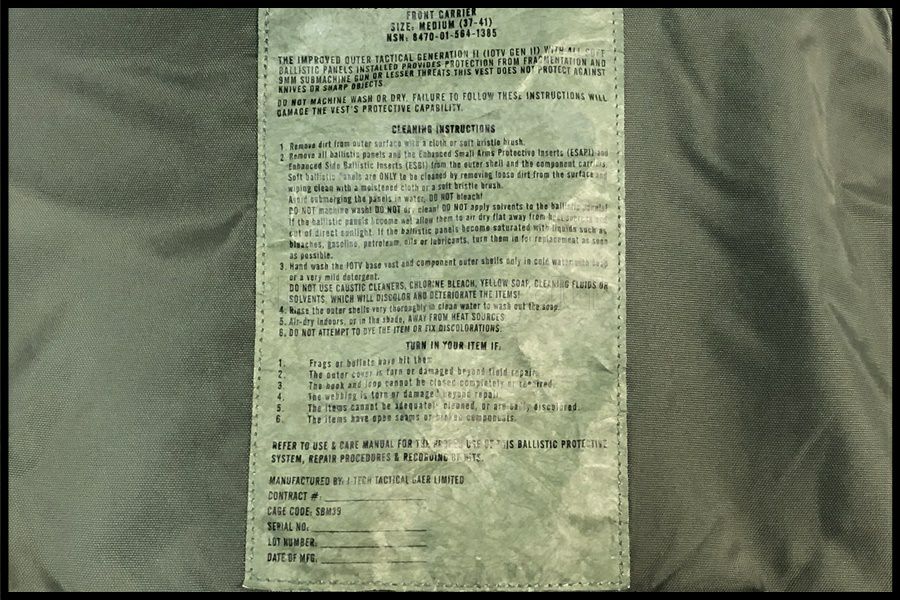 FRONT CARRIER
SIZE: MEDIUM (37-41)
NSN: 8470-01-564-1385
THE IMPROVED OUTER TACTICAL GENERATION II (IOTV GEN II) WITH ALL SOFT
BALLISTIC PANELS INSTALLED PROVIDES PROTECTION FROM FRAGMENTATION AND
9MM SUBMACHINE GUN OR LESSER THREATS THIS VEST DOES NOT PROTECT AGAINST
KNIVES OR SHARP OBJECTS
DO NOT MACHINE WASH OR DRY. FAILURE TO FOLLOW THESE INSTRUCTIONS WILL
DAMAGE THE VEST'S PROTECTIVE CAPABILITY.
CLEANING INSTRUCTIONS
1. Remove dirt from outer surface with a cloth or soft bristle brush.
2 Remove all ballistic panels and the Enhanced Small Arms Protective Inserts (ESAPI) and
Enhanced Side Ballistic Inserts (ESBI) from the outer shell and the component carriers.
Soft ballistic Panels are ONLY to be cleaned by removing loose dirt from the surface and
wiping clean with a moistened cloth or a soft bristle brush.
Avoid submerging the panels in water, DO NOT bleach!
DO NOT machine wash! DO NOT dry clean! DO NOT apply solvents to the ballistic panels!
If the ballistic panels become wet allow them to air dry flat away from heat
out of direct sunlight. If the ballistic panels become saturated with liquids such as
bleaches, gasoline, petroleum, oils or lubricants, turn them in for replacement as soon
as possible.
3. Hand wash the IOTV base vest and component outer shells only in cold water with soap
or a very mild detergent.
DO NOT USE CAUSTIC CLEANERS, CHLORINE BLEACH, YELLOW SOAP, CLEANING FLUIDS OR
SOLVENTS, WHICH WILL DISCOLOR AND DETERIORATE THE ITEMS!
4. Rinse the outer shells very thoroughly in clean water to wash out the soap.
5. Air-dry indoors, or in the shade, AWAY FROM HEAT SOURCES
6. DO NOT ATTEMPT TO DYE THE ITEM OR FIX DISCOLORATIONS.
TURN IN YOUR ITEM IF,
1. Frags or bullets have hit them
2. The outer cover is torn or damaged beyond field repair.
3. The hook and loop cannot be closed completely or repaired.
4. The webbing is torn or damaged beyond repair.
5. The items cannot be adequately cleaned, or are badly discolored.
6. The items have open seams or components.
REFER TO USE & CARE MANUAL FOR THE PROPER USE OF THIS BALLISTIC PROTECTIVE
SYSTEM, REPAIR PROCEDURES & RECORDING OF HITS.
MANUFACTURED BY: J-TECH TACTICAL GAER LIMITED
CONTRACT #:
CAGE CODE: SBM39
SERIAL NO.
LOT NUMBER.
DATE OF MFG.